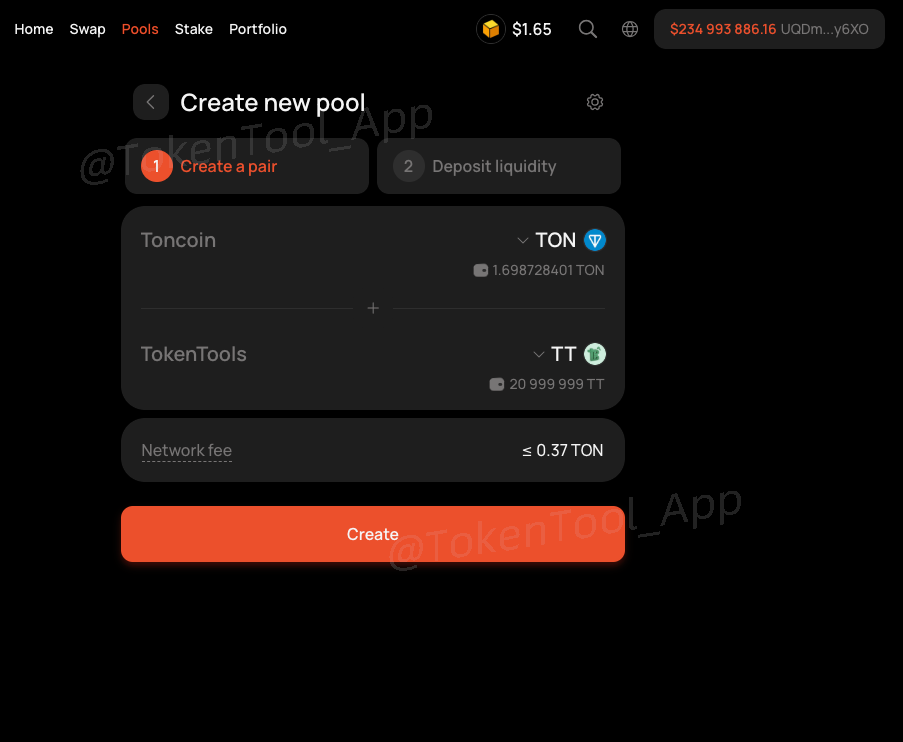 Home Swap Pools Stake Portfolio $1.65 $234 993 886.16 UQDm...y6XO
Create new pool
@TokenTool_App
1 Create a pair 2 Deposit liquidity
Toncoin TON
1.698728401 TON
TokenTools TT
20 999 999 TT
Network fee ≤ 0.37 TON
Create
@TokenTool_App